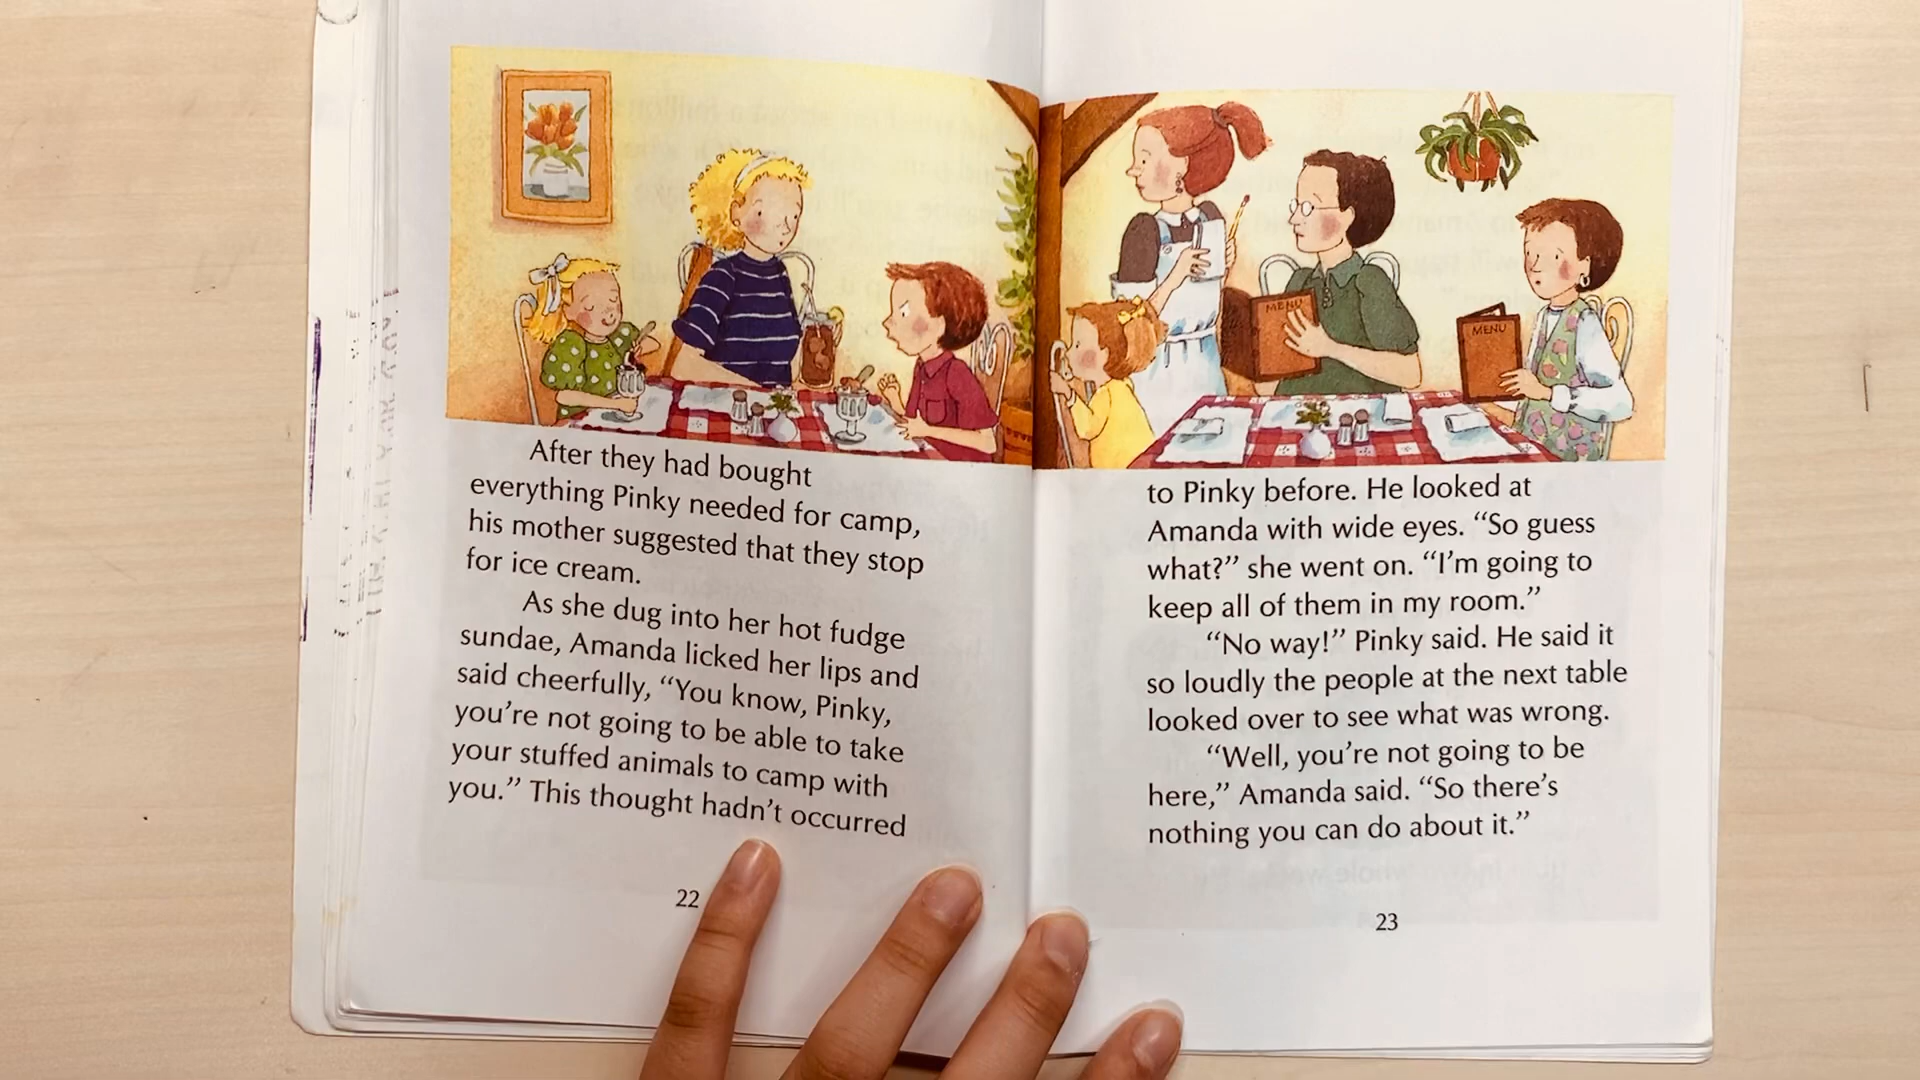 MENU
MENU
After they had bought
everything Pinky needed for camp,
his mother suggested that they stop
for ice cream.
As she dug into her hot fudge
sundae, Amanda licked her lips and
said cheerfully, “You know, Pinky,
you’re not going to be able to take
your stuffed animals to camp with
you.” This thought hadn’t occurred
22
to Pinky before. He looked at
Amanda with wide eyes. “So guess
what?” she went on. “I’m going to
keep all of them in my room.”
“No way!” Pinky said. He said it
so loudly the people at the next table
looked over to see what was wrong.
“Well, you’re not going to be
here,” Amanda said. “So there’s
nothing you can do about it.”
23